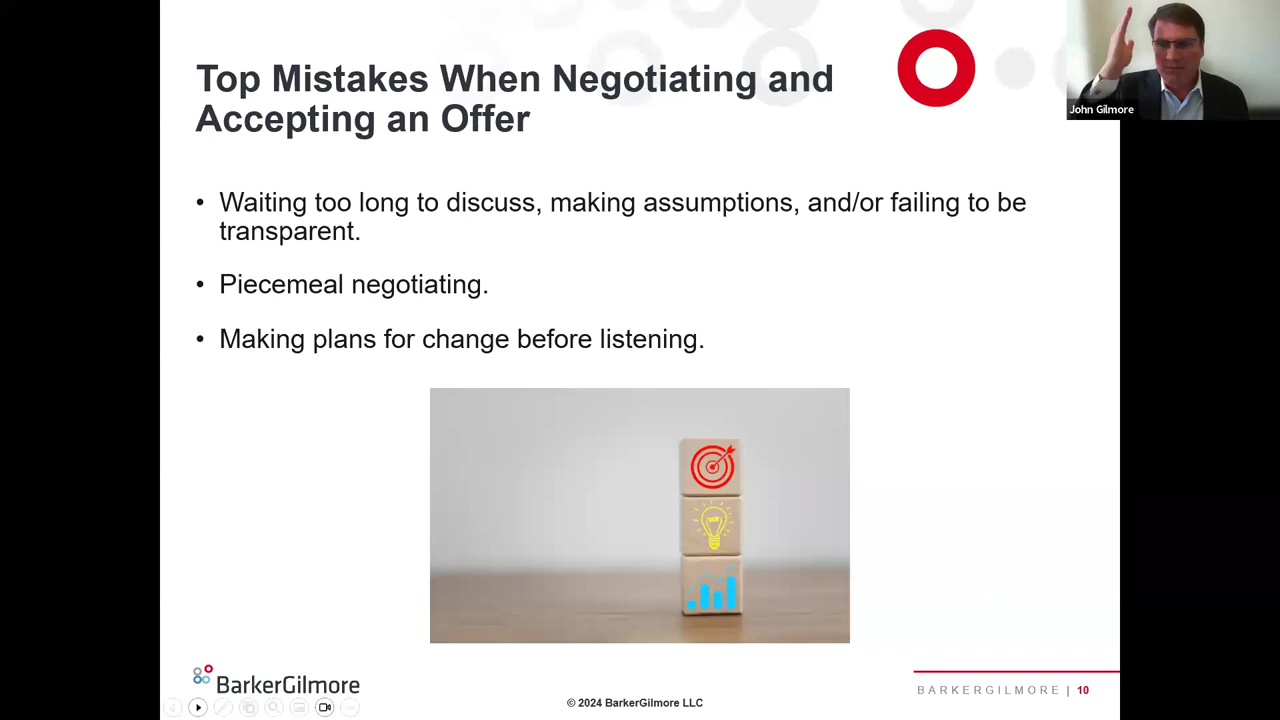 Top Mistakes When Negotiating and
Accepting an Offer
John Gilmore
• Waiting too long to discuss, making assumptions, and/or failing to be
transparent.
• Piecemeal negotiating.
• Making plans for change before listening.
BarkerGilmore
© 2024 BarkerGilmore LLC
BARKERGILMORE | 10